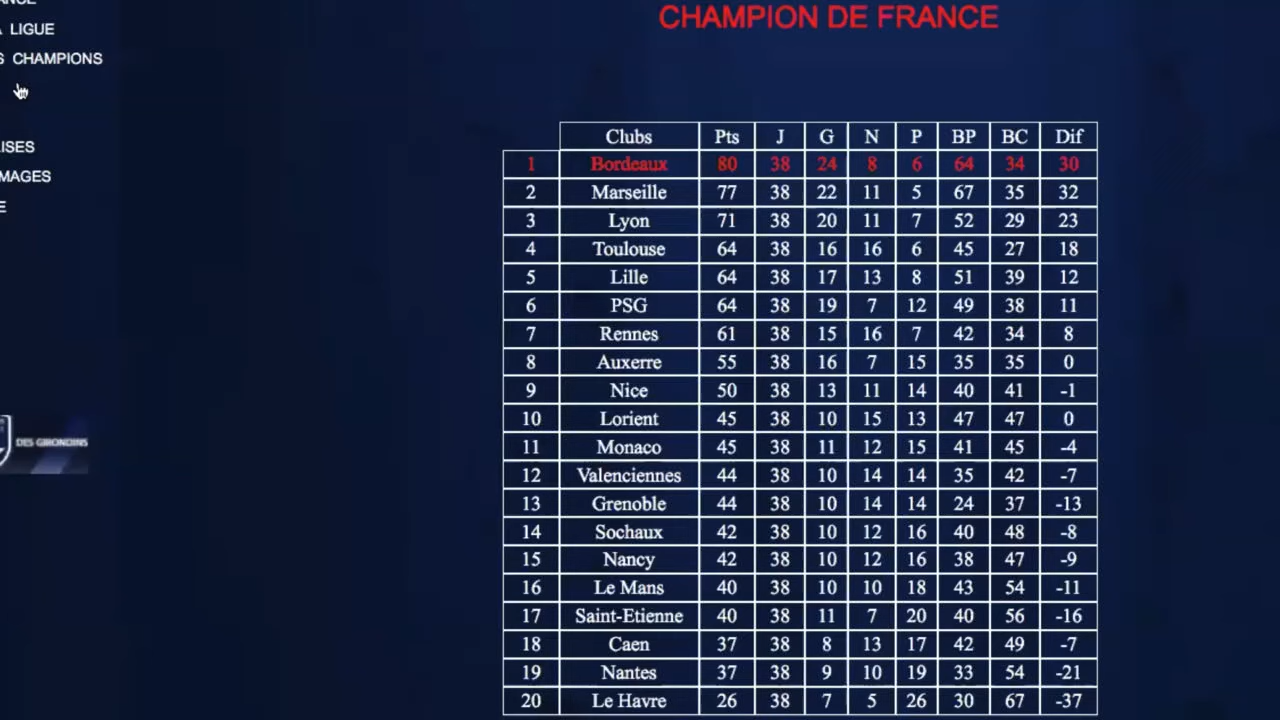 LIGUE
CHAMPIONS
CHAMPION DE FRANCE
Clubs Pts J G N P BP BC Dif
1 Bordeaux 80 38 24 8 6 64 34 30
2 Marseille 77 38 22 11 5 67 35 32
3 Lyon 71 38 20 11 7 52 29 23
4 Toulouse 64 38 16 16 6 45 27 18
5 Lille 64 38 17 13 8 51 39 12
6 PSG 64 38 19 7 12 49 38 11
7 Rennes 61 38 15 16 7 42 34 8
8 Auxerre 55 38 16 7 15 35 35 0
9 Nice 50 38 13 11 14 40 41 -1
10 Lorient 45 38 10 15 13 47 47 0
11 Monaco 45 38 11 12 15 41 45 -4
12 Valenciennes 44 38 10 14 14 35 42 -7
13 Grenoble 44 38 10 14 14 24 37 -13
14 Sochaux 42 38 10 12 16 40 48 -8
15 Nancy 42 38 10 12 16 38 47 -9
16 Le Mans 40 38 10 10 18 43 54 -11
17 Saint-Etienne 40 38 11 7 20 40 56 -16
18 Caen 37 38 8 13 17 42 49 -7
19 Nantes 37 38 9 10 19 33 54 -21
20 Le Havre 26 38 7 5 26 30 67 -37
DES GIRONDINS